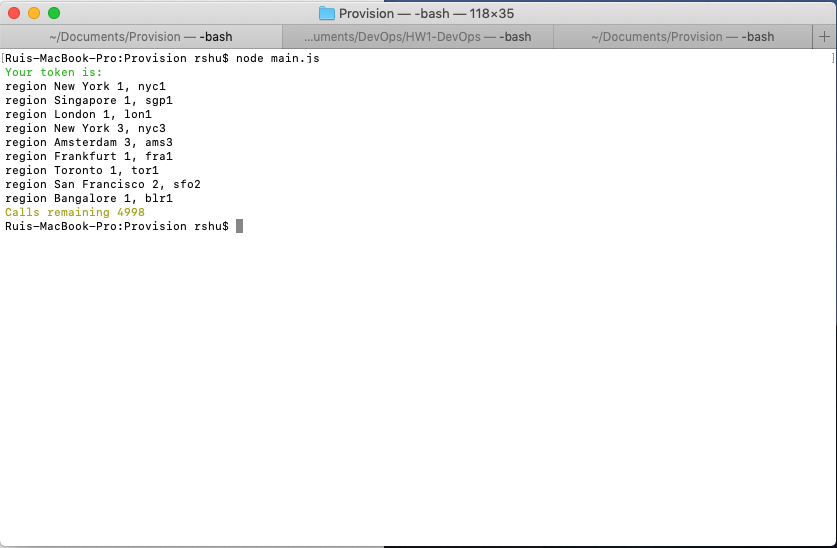 Provision — -bash — 118×35
~/Documents/Provision — -bash
...uments/DevOps/HW1-DevOps — -bash
~/Documents/Provision — -bash
+
[Ruis-MacBook-Pro:Provision rshu$ node main.js ]
Your token is:
region New York 1, nyc1
region Singapore 1, sgp1
region London 1, lon1
region New York 3, nyc3
region Amsterdam 3, ams3
region Frankfurt 1, fra1
region Toronto 1, tor1
region San Francisco 2, sfo2
region Bangalore 1, blr1
Calls remaining 4998
Ruis-MacBook-Pro:Provision rshu$